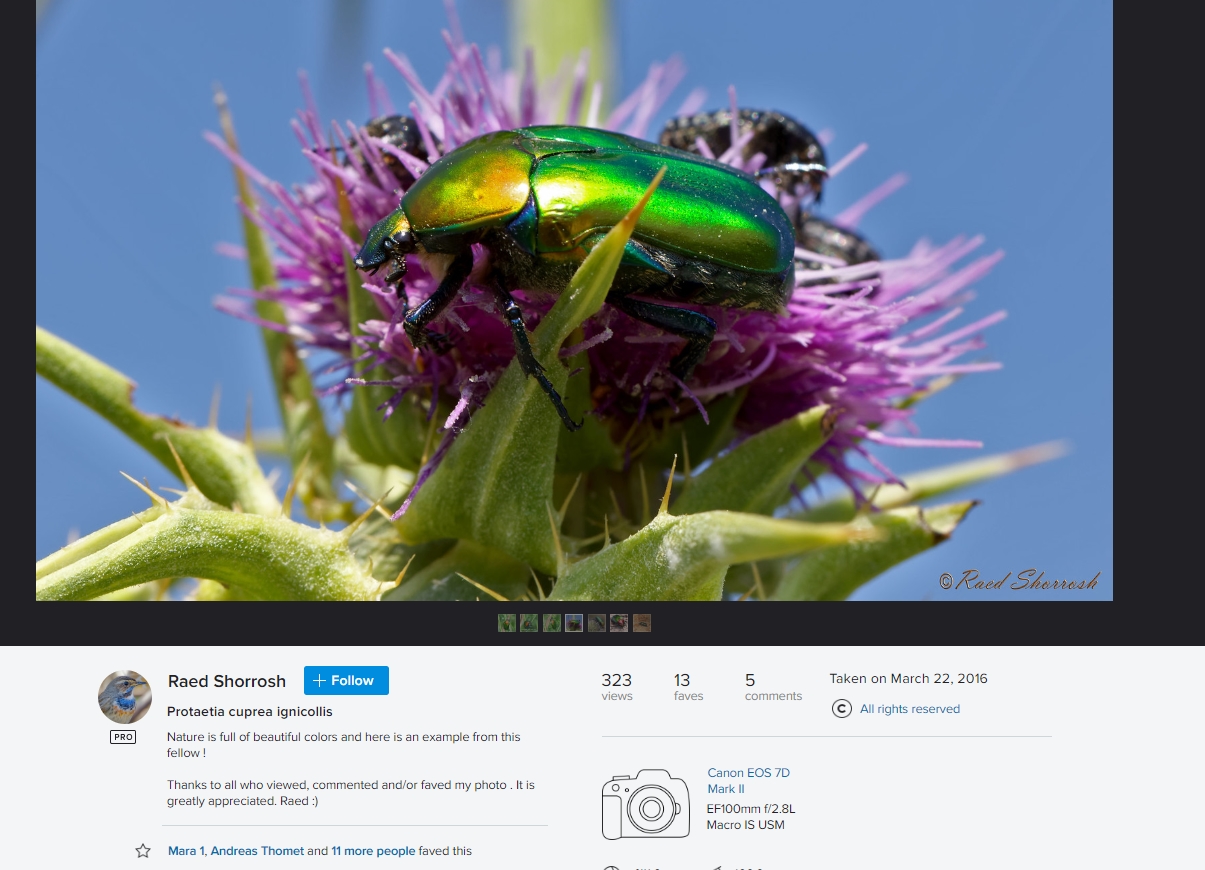 © Raed Shorrosh
Raed Shorrosh
+ Follow
PRO
Protaetia cuprea ignicollis
Nature is full of beautiful colors and here is an example from this
fellow !
Thanks to all who viewed, commented and/or faved my photo . It is
greatly appreciated. Raed :)
Mara 1, Andreas Thomet and 11 more people faved this
323
views
13
faves
5
comments
Taken on March 22, 2016
© All rights reserved
Canon EOS 7D
Mark II
EF100mm f/2.8L
Macro IS USM